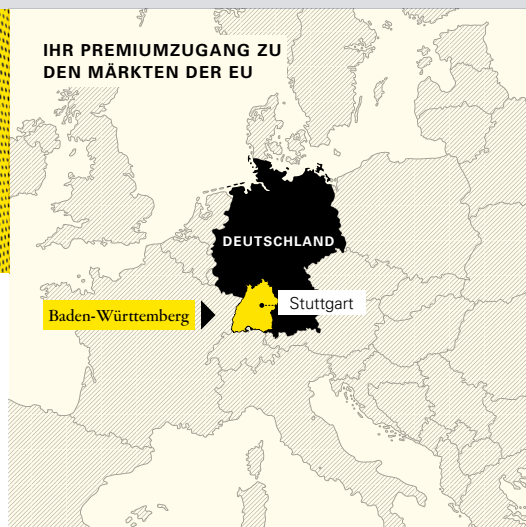 IHR PREMIUMZUGANG ZU
DEN MÄRKTEN DER EU
DEUTSCHLAND
Stuttgart
Baden-Württemberg